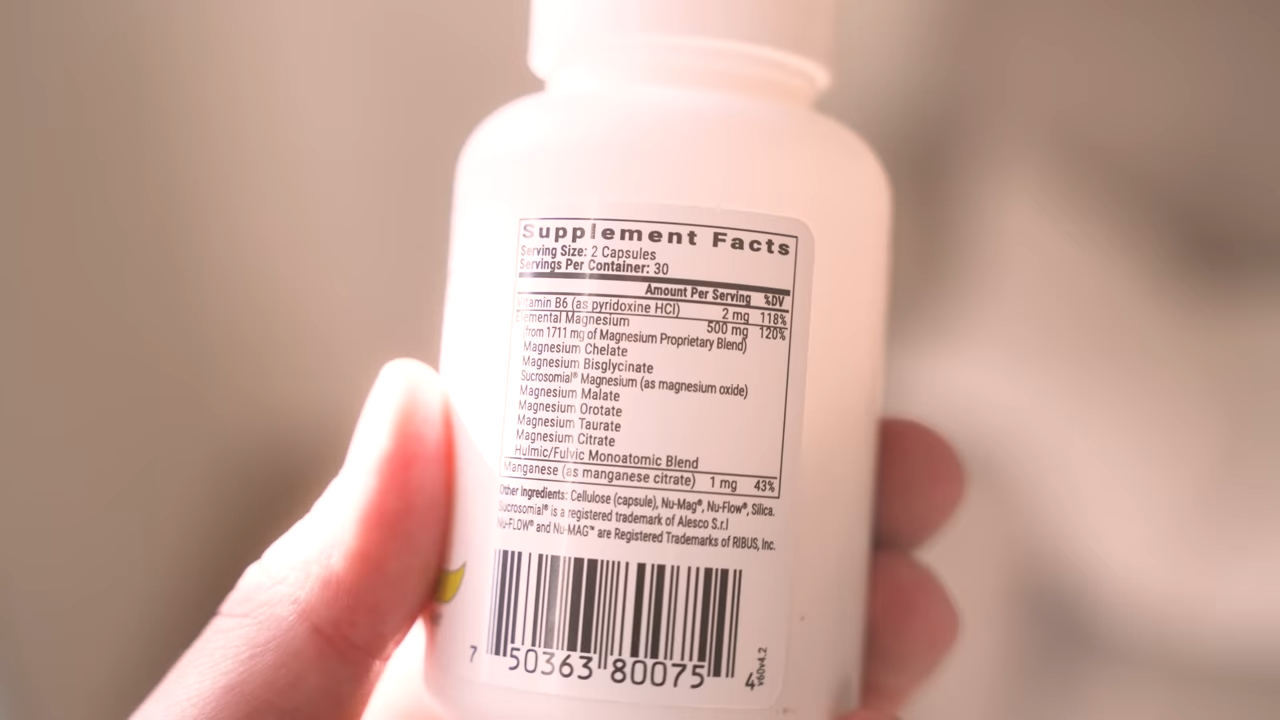 Supplement Facts
Serving Size: 2 Capsules
Servings Per Container: 30
Amount Per Serving %DV
Vitamin B6 (as pyridoxine HCl) 2 mg 118%
Elemental Magnesium 500 mg 120%
(from 1711 mg of Magnesium Proprietary Blend)
Magnesium Chelate
Magnesium Bisglycinate
Sucrosomial® Magnesium (as magnesium oxide)
Magnesium Malate
Magnesium Orotate
Magnesium Taurate
Magnesium Citrate
Hulmic/Fulvic Monoatomic Blend
Manganese (as manganese citrate) 1 mg 43%
Other Ingredients: Cellulose (capsule), Nu-Mag®, Nu-Flow®, Silica.
Sucrosomial® is a registered trademark of Alesco S.r.l
Nu-FLOW® and Nu-MAG™ are Registered Trademarks of RIBUS, Inc.
7 50363 80075 4
v60v4.2